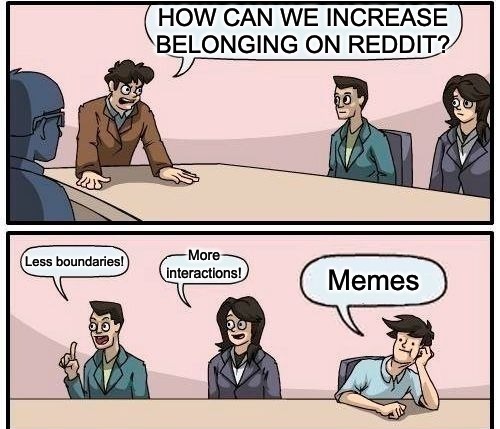 HOW CAN WE INCREASE
BELONGING ON REDDIT?
Less boundaries!
More
interactions!
Memes